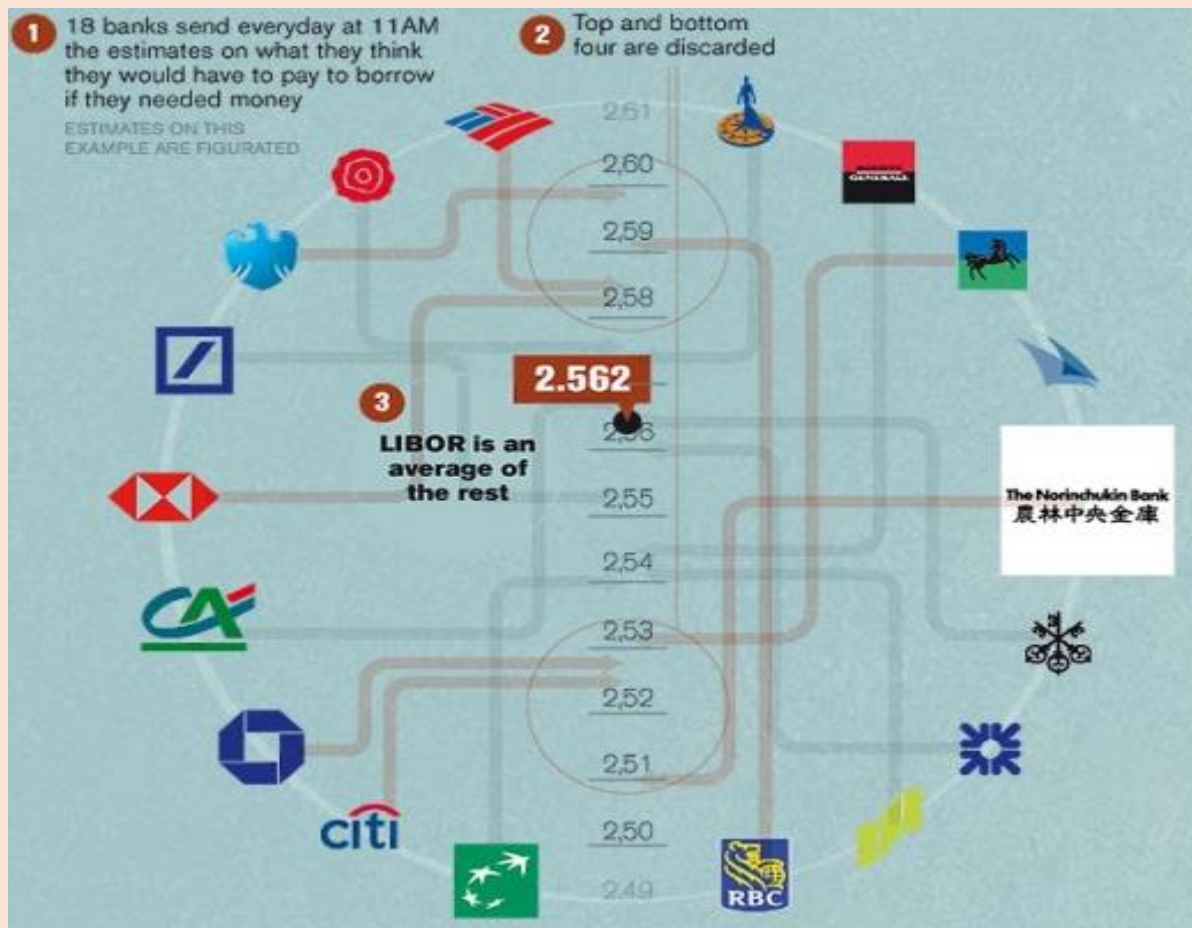 1
18 banks send everyday at 11AM
the estimates on what they think
they would have to pay to borrow
if they needed money
ESTIMATES ON THIS
EXAMPLE ARE FIGURATED
2
Top and bottom
four are discarded
2,61
2,60
2,59
2,58
2.562
2,56
3
LIBOR is an
average of
the rest
2,55
2,54
2,53
2,52
2,51
2,50
2,49
GENERALE
The Norinchukin Bank
農林中央金庫
CA
citi
RBC